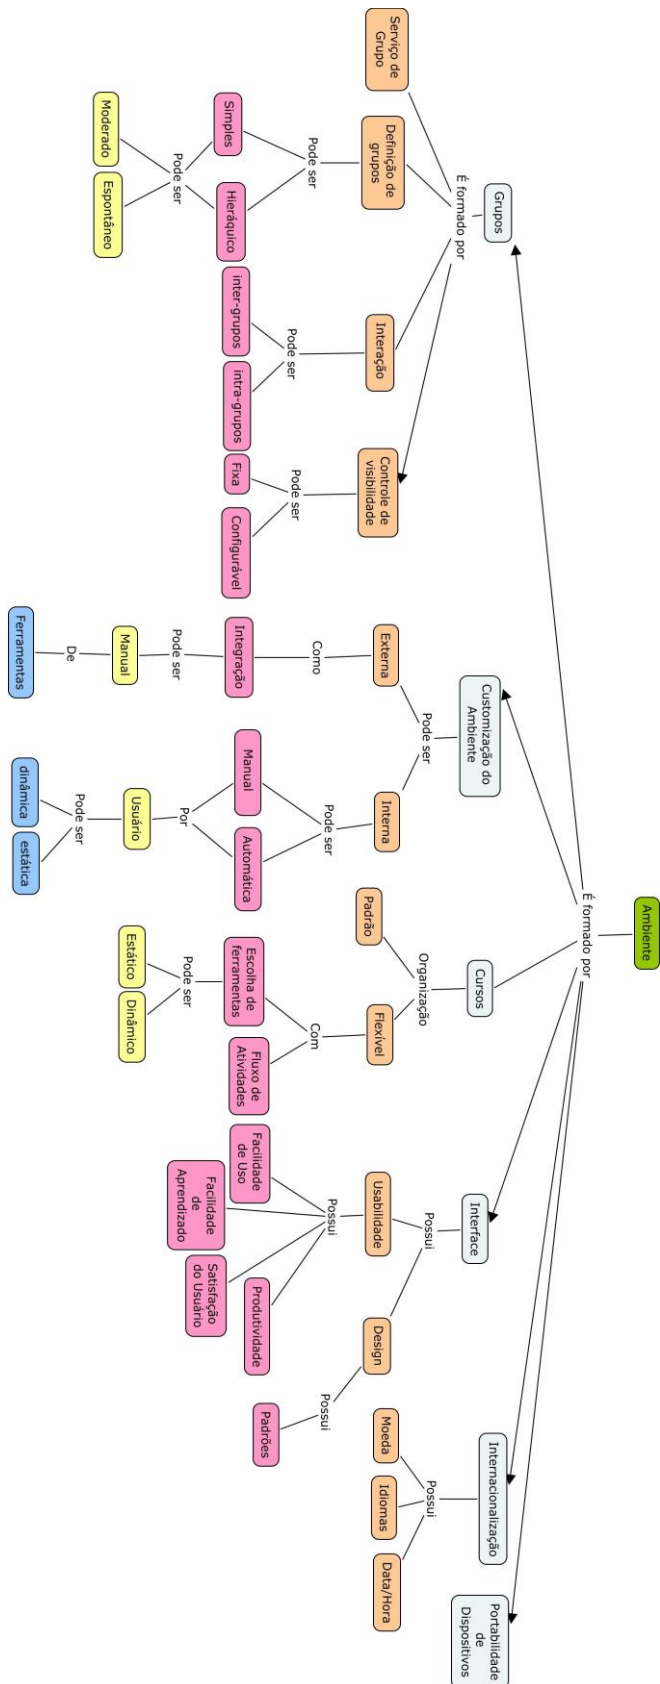 Ambiente
É formado por
Grupos
Customização do
Ambiente
Cursos
Interface
Internacionalização
Portabilidade
de
Dispositivos
É formado por
Pode ser
Organização
Possui
Possui
Serviço de
Grupo
Definição de
grupos
Interação
Controle de
visibilidade
Externa
Interna
Padrão
Flexível
Usabilidade
Design
Moeda
Idiomas
Data/Hora
Pode ser
Pode ser
Pode ser
Como
Pode ser
Com
Possui
Possui
Simples
Hieráquico
inter-grupos
intra-grupos
Fixa
Configurável
Integração
Manual
Automática
Escolha de
ferramentas
Fluxo de
Atividades
Facilidade
de Uso
Facilidade
de
Aprendizado
Satisfação
do Usuário
Produtividade
Padrões
Pode ser
Pode ser
Por
Pode ser
Moderado
Espontâneo
Manual
Usuário
Estático
Dinâmico
De
Pode ser
Ferramentas
dinâmica
estática